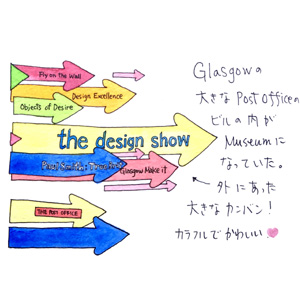 Fly on the Wall
Design Excellence
Objects of Desire
the design show
Glasgow Make it
THE POST OFFICE
Glasgowの
大きなPost Officeの
ビルの内が
Museumに
なっていた。
外にあった
大きなカンバン!
カラフルでかわいい